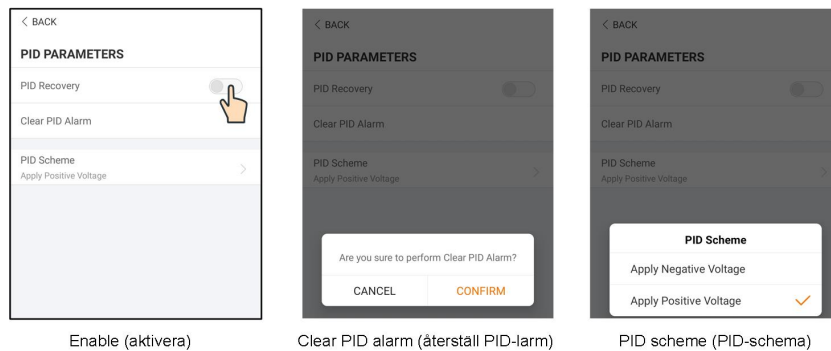 < BACK
PID PARAMETERS
PID Recovery
Clear PID Alarm
PID Scheme
Apply Positive Voltage
Enable (aktivera)
< BACK
PID PARAMETERS
PID Recovery
Clear PID Alarm
PID Scheme
Apply Positive Voltage
Are you sure to perform Clear PID Alarm?
CANCEL CONFIRM
Clear PID alarm (återställ PID-larm)
< BACK
PID PARAMETERS
PID Recovery
Clear PID Alarm
PID Scheme
Apply Positive Voltage
PID Scheme
Apply Negative Voltage
Apply Positive Voltage
PID scheme (PID-schema)